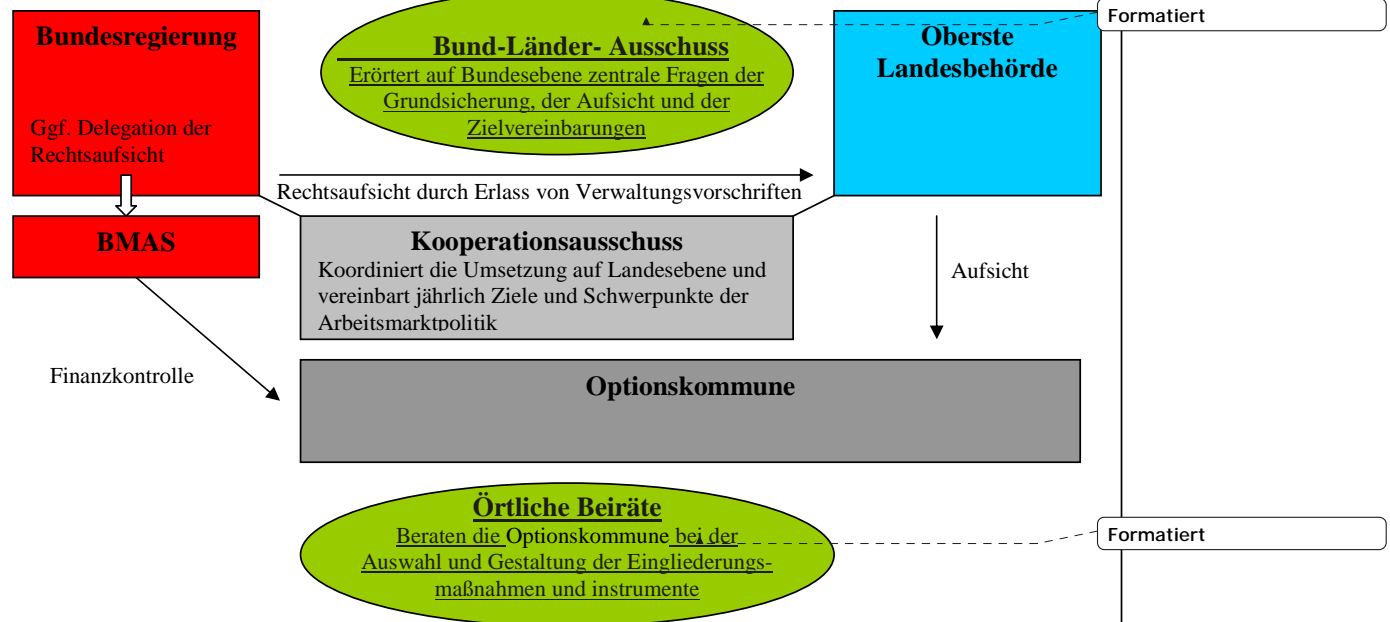 Formatiert
Bundesregierung
Bund-Länder- Ausschuss
Erörtert auf Bundesebene zentrale Fragen der
Grundsicherung, der Aufsicht und der
Zielvereinbarungen
Oberste
Landesbehörde
Ggf. Delegation der
Rechtsaufsicht
Rechtsaufsicht durch Erlass von Verwaltungsvorschriften
BMAS
Kooperationsausschuss
Koordiniert die Umsetzung auf Landesebene und
vereinbart jährlich Ziele und Schwerpunkte der
Arbeitsmarktpolitik
Aufsicht
Finanzkontrolle
Optionskommune
Örtliche Beiräte
Beraten die Optionskommune bei der
Auswahl und Gestaltung der Eingliederungs-
maßnahmen und instrumente
Formatiert